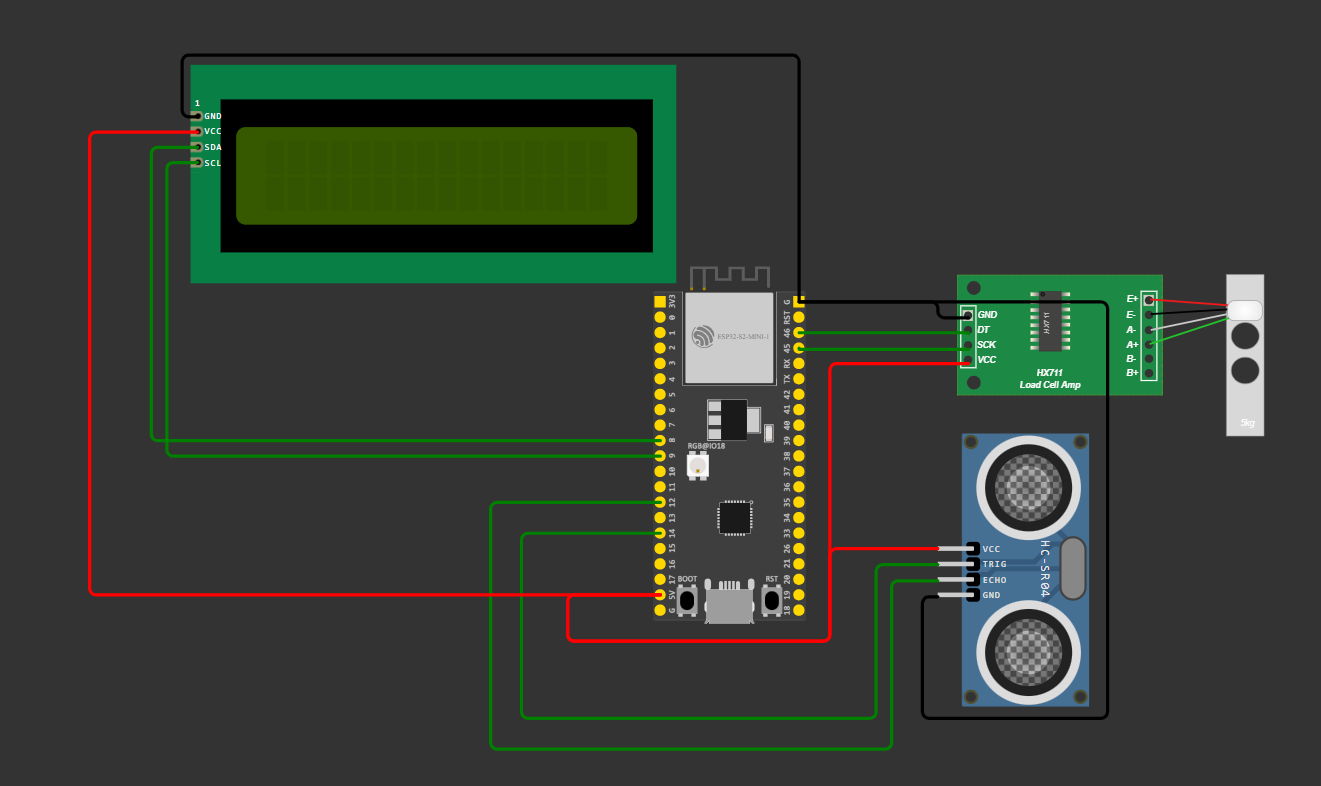 1
GND
VCC
SDA
SCL
ESP32-S2-MINI-1
3V3
0
1
2
3
4
5
6
7
8
9
10
11
12
13
14
15
16
17
5V
G
G
RST
46
45
RX
TX
42
41
40
39
38
37
36
35
34
33
26
21
20
19
18
RGB@IO18
BOOT
RST
GND
DT
SCK
VCC
HX711
E+
E-
A-
A+
B-
B+
HX711
Load Cell Amp
5kg
VCC
TRIG
ECHO
GND
HC-SR04